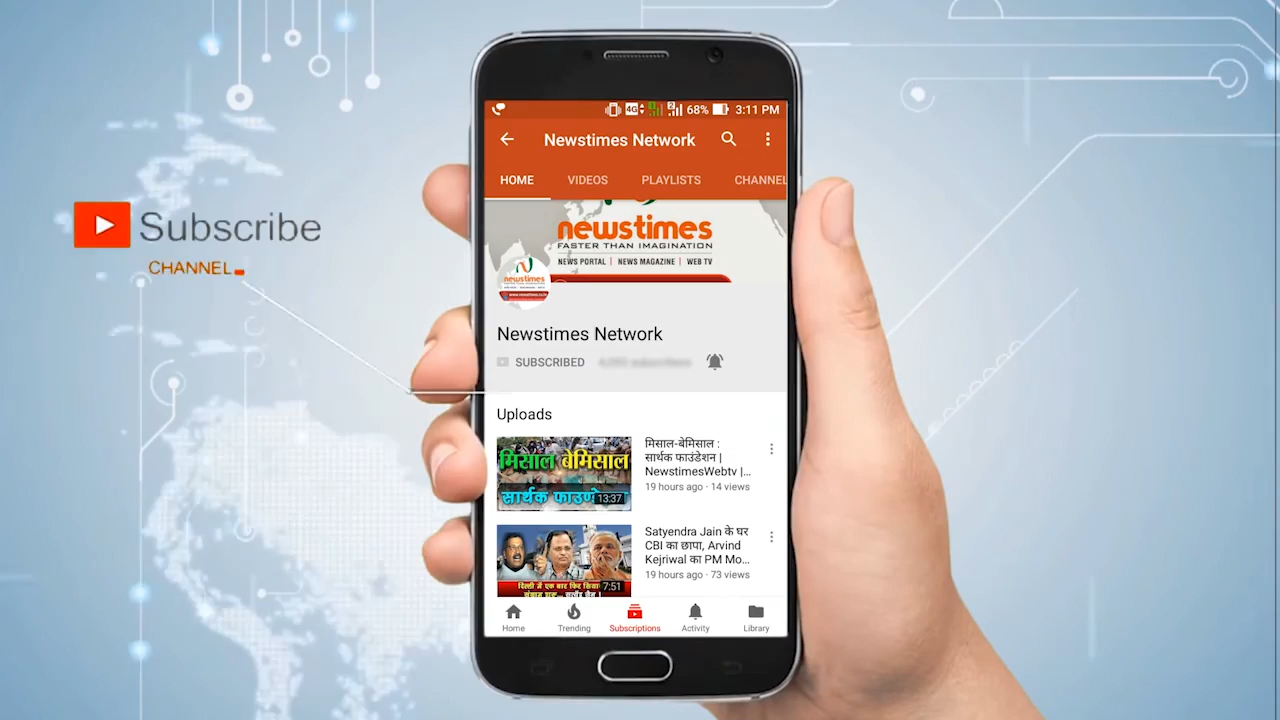 Subscribe
CHANNEL
4G
68%
3:11 PM
Newstimes Network
HOME
VIDEOS
PLAYLISTS
CHANNEL
newstimes
FASTER THAN IMAGINATION
NEWS PORTAL | NEWS MAGAZINE | WEB TV
newstimes
Newstimes Network
SUBSCRIBED
Uploads
मिसाल बेमिसाल
13:37
मिसाल-बेमिसाल :
सार्थक फाउंडेशन |
NewstimesWebtv |...
19 hours ago · 14 views
7:51
Satyendra Jain के घर
CBI का छापा, Arvind
Kejriwal का PM Mo...
19 hours ago · 73 views
Home
Trending
Subscriptions
Activity
Library